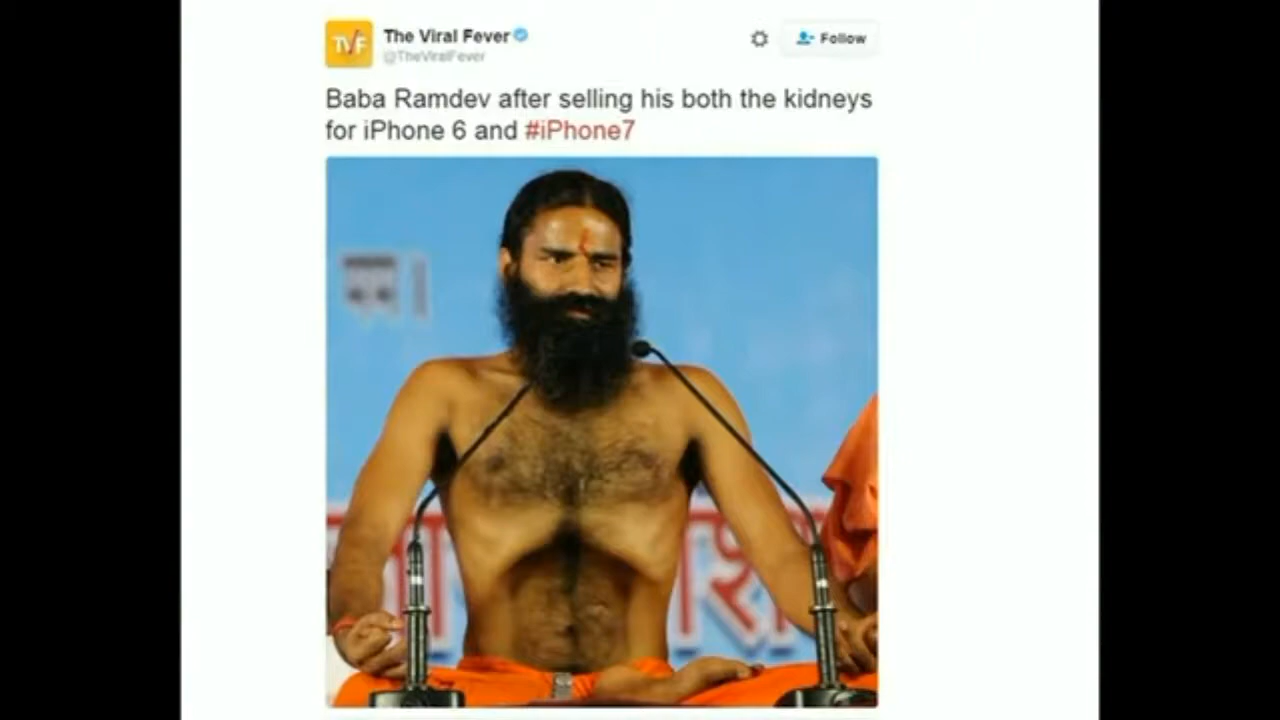 TVF
The Viral Fever
@TheViralFever
Follow
Baba Ramdev after selling his both the kidneys
for iPhone 6 and #iPhone7